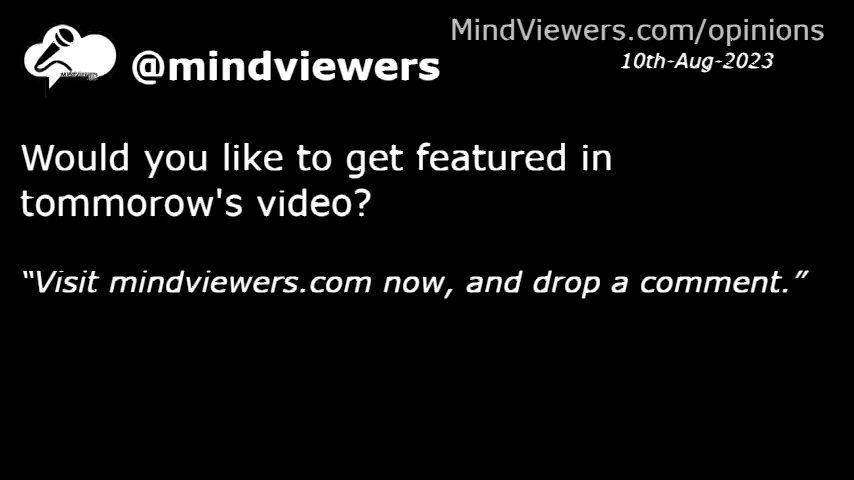 MindViewers.com/opinions
@mindviewers
10th-Aug-2023
Would you like to get featured in
tommorow's video?
“Visit mindviewers.com now, and drop a comment.”